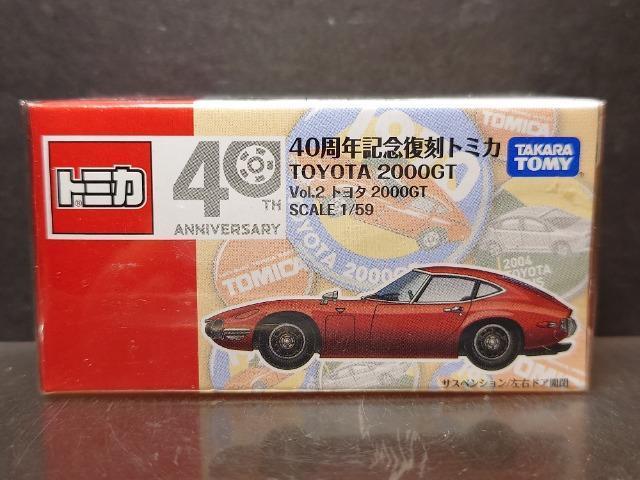 トミカ
40
TH
ANNIVERSARY
40周年記念復刻トミカ
TOYOTA 2000GT
Vol.2 トヨタ 2000GT
SCALE 1/59
TAKARA
TOMY
TOYOTA 2000G
TOMICA
2004
TOYOTA
TOMICA
サスペンション/左右ドア開閉